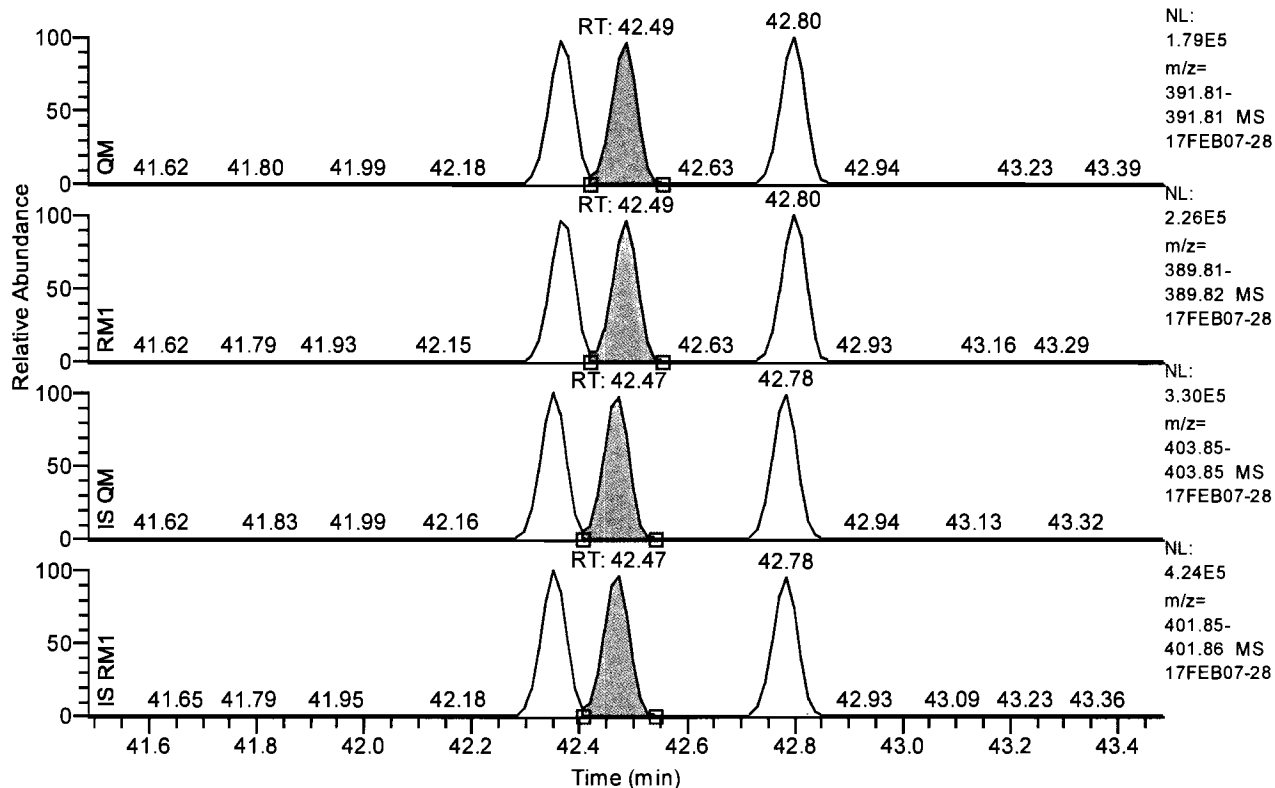 RT: 42.49 42.80
100
50
0
QM
41.62 41.80 41.99 42.18 42.63 42.94 43.23 43.39
NL:
1.79E5
m/z=
391.81-
391.81 MS
17FEB07-28
RT: 42.49 42.80
100
50
0
RM1
41.62 41.79 41.93 42.15 42.63 42.93 43.16 43.29
NL:
2.26E5
m/z=
389.81-
389.82 MS
17FEB07-28
Relative Abundance
RT: 42.47 42.78
100
50
0
IS QM
41.62 41.83 41.99 42.16 42.94 43.13 43.32
NL:
3.30E5
m/z=
403.85-
403.85 MS
17FEB07-28
RT: 42.47 42.78
100
50
0
IS RM1
41.65 41.79 41.95 42.18 42.93 43.09 43.23 43.36
NL:
4.24E5
m/z=
401.85-
401.86 MS
17FEB07-28
41.6 41.8 42.0 42.2 42.4 42.6 42.8 43.0 43.2 43.4
Time (min)